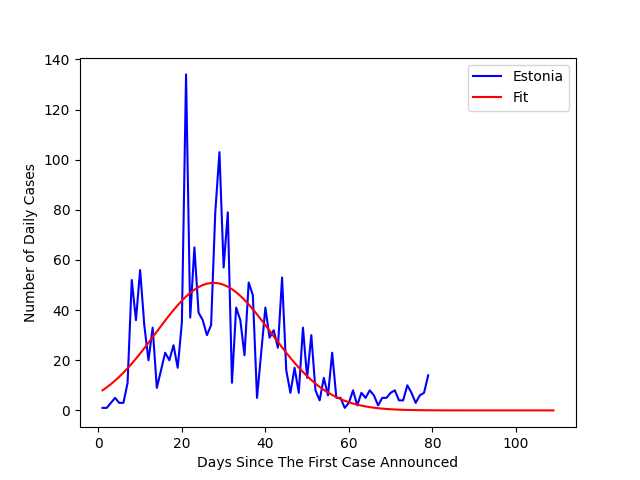 140
120
100
80
60
40
20
0
Number of Daily Cases
Estonia
Fit
0 20 40 60 80 100
Days Since The First Case Announced